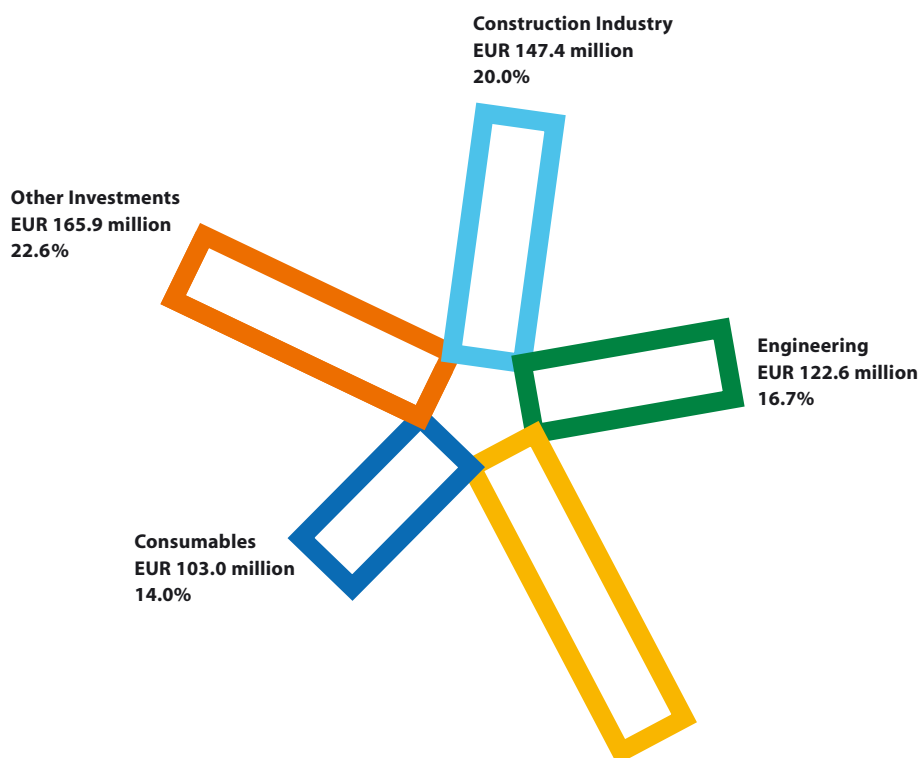 Construction Industry
EUR 147.4 million
20.0%
Other Investments
EUR 165.9 million
22.6%
Engineering
EUR 122.6 million
16.7%
Consumables
EUR 103.0 million
14.0%